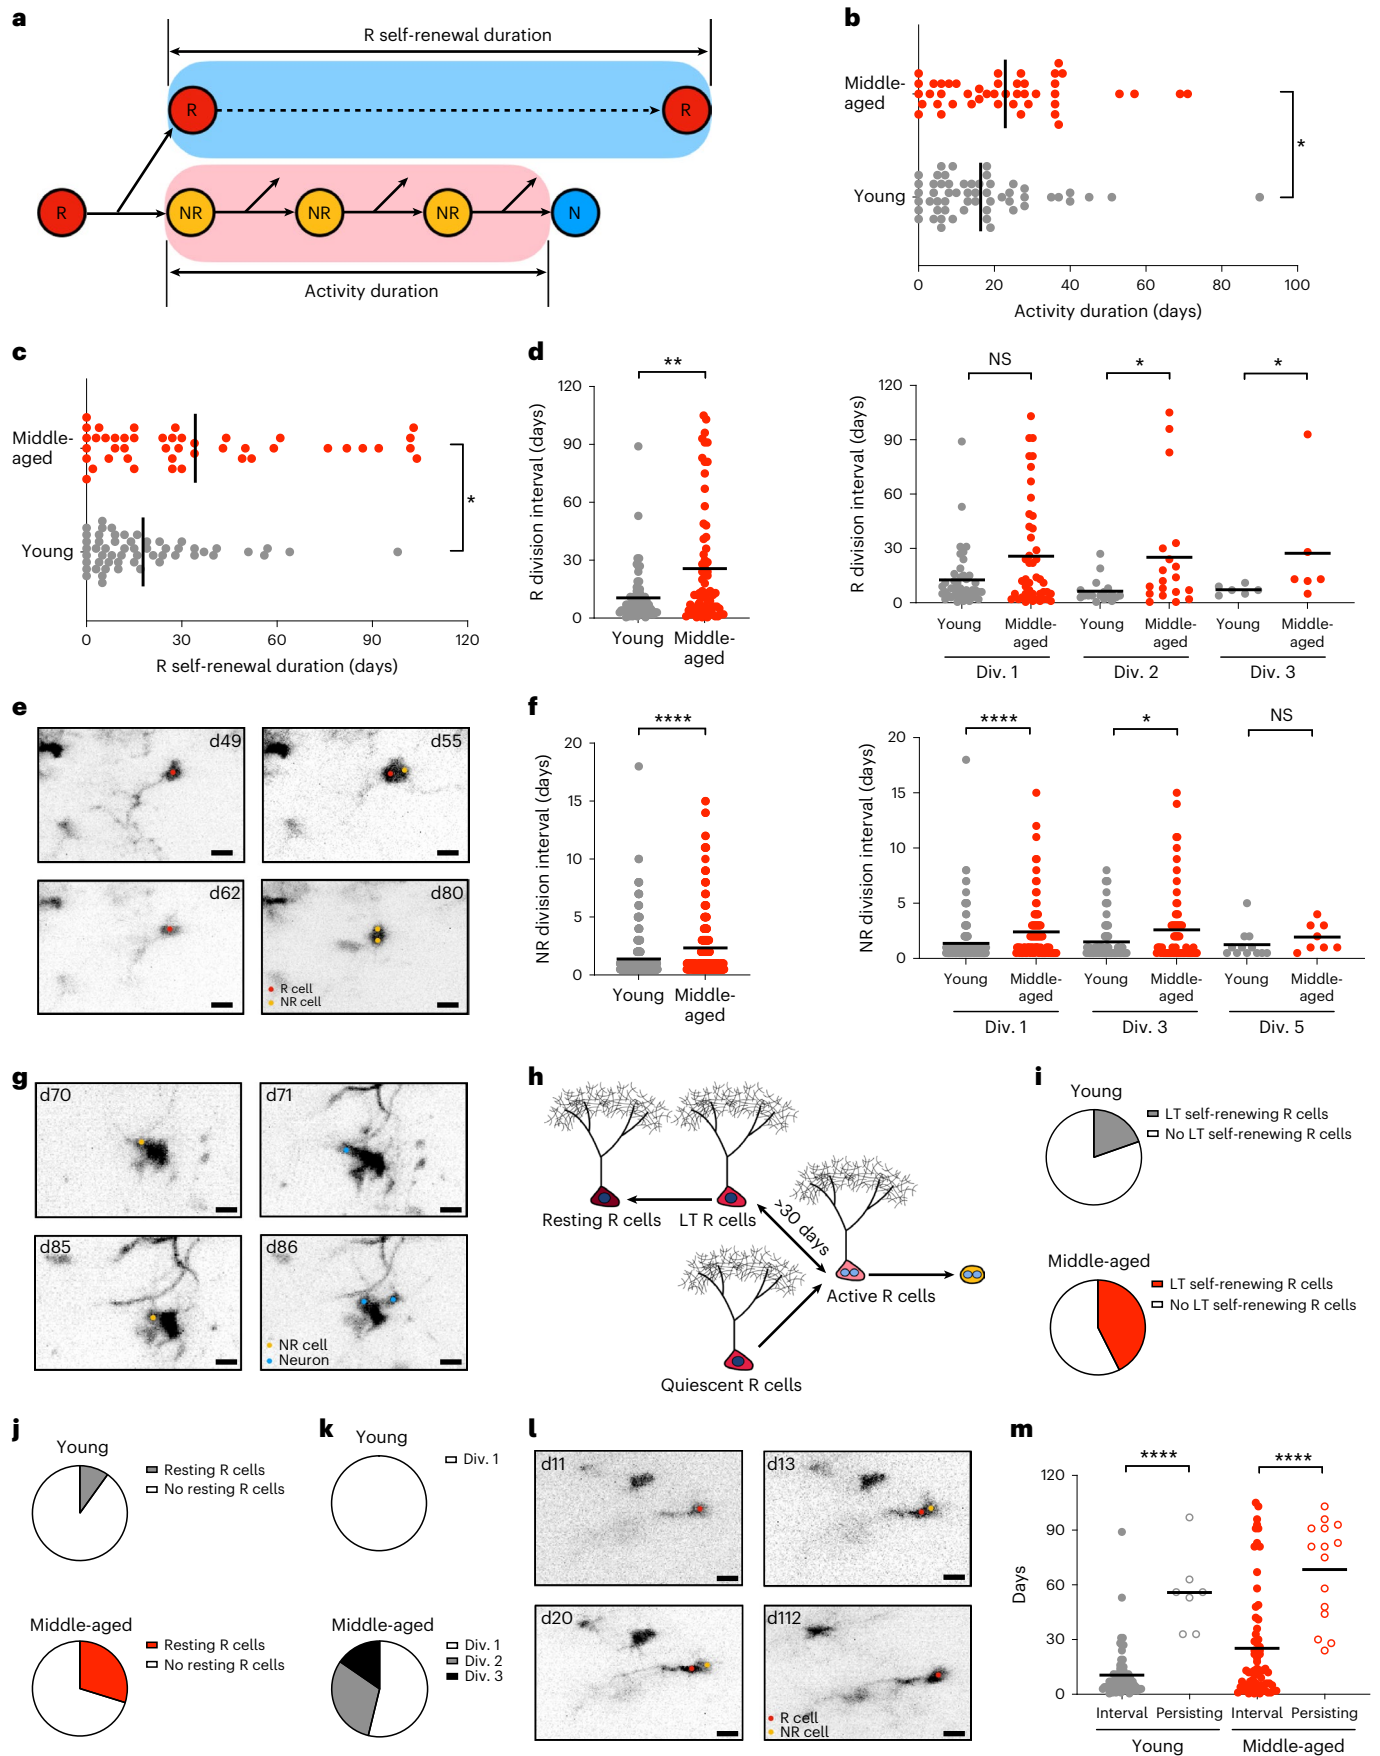 a
R self-renewal duration
R
R
R
NR
NR
NR
N
Activity duration
b
Middle-
aged
Young
*
0
20
40
60
80
100
Activity duration (days)
c
Middle-
aged
Young
*
0
30
60
90
120
R self-renewal duration (days)
d
R division interval (days)
120
90
60
30
0
**
Young
Middle-
aged
R division interval (days)
120
90
60
30
0
NS
*
*
Young
Middle-
aged
Young
Middle-
aged
Young
Middle-
aged
Div. 1
Div. 2
Div. 3
e
d49
d55
d62
d80
R cell
NR cell
f
NR division interval (days)
20
15
10
5
0
****
Young
Middle-
aged
NR division interval (days)
20
15
10
5
0
****
*
NS
Young
Middle-
aged
Young
Middle-
aged
Young
Middle-
aged
Div. 1
Div. 3
Div. 5
g
d70
d71
d85
d86
NR cell
Neuron
h
Resting R cells
LT R cells
>30 days
Active R cells
Quiescent R cells
i
Young
LT self-renewing R cells
No LT self-renewing R cells
Middle-aged
LT self-renewing R cells
No LT self-renewing R cells
j
Young
Resting R cells
No resting R cells
Middle-aged
Resting R cells
No resting R cells
k
Young
Div. 1
Middle-aged
Div. 1
Div. 2
Div. 3
l
d11
d13
d20
d112
R cell
NR cell
m
Days
120
90
60
30
0
****
****
Interval
Persisting
Interval
Persisting
Young
Middle-aged